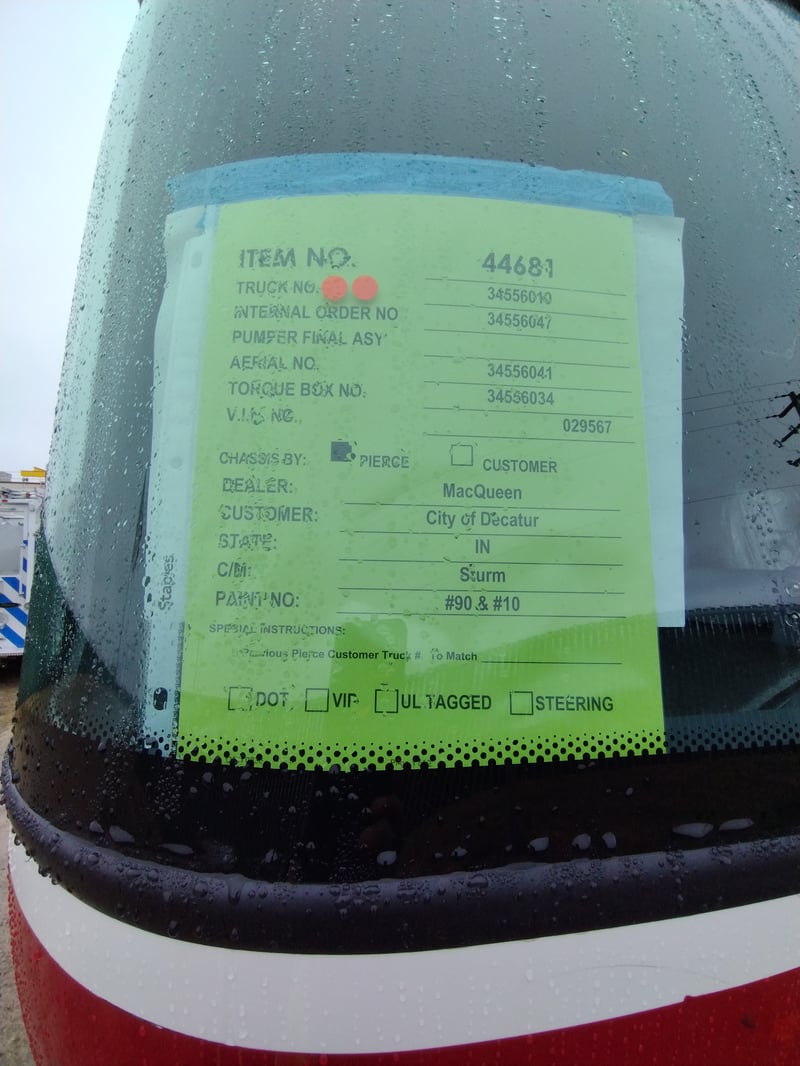 ITEM NO. 44681
TRUCK NO. 34556010
INTERNAL ORDER NO 34556047
PUMPER FINAL ASY
AERIAL NO. 34556041
TORQUE BOX NO. 34556034
V.I.N. NO. 029567
CHASSIS BY: PIERCE CUSTOMER
DEALER: MacQueen
CUSTOMER: City of Decatur
STATE: IN
C/M: Sturm
PAINT NO: #90 & #10
SPECIAL INSTRUCTIONS:
Previous Pierce Customer Truck #. To Match
DOT VIP UL TAGGED STEERING
Staples